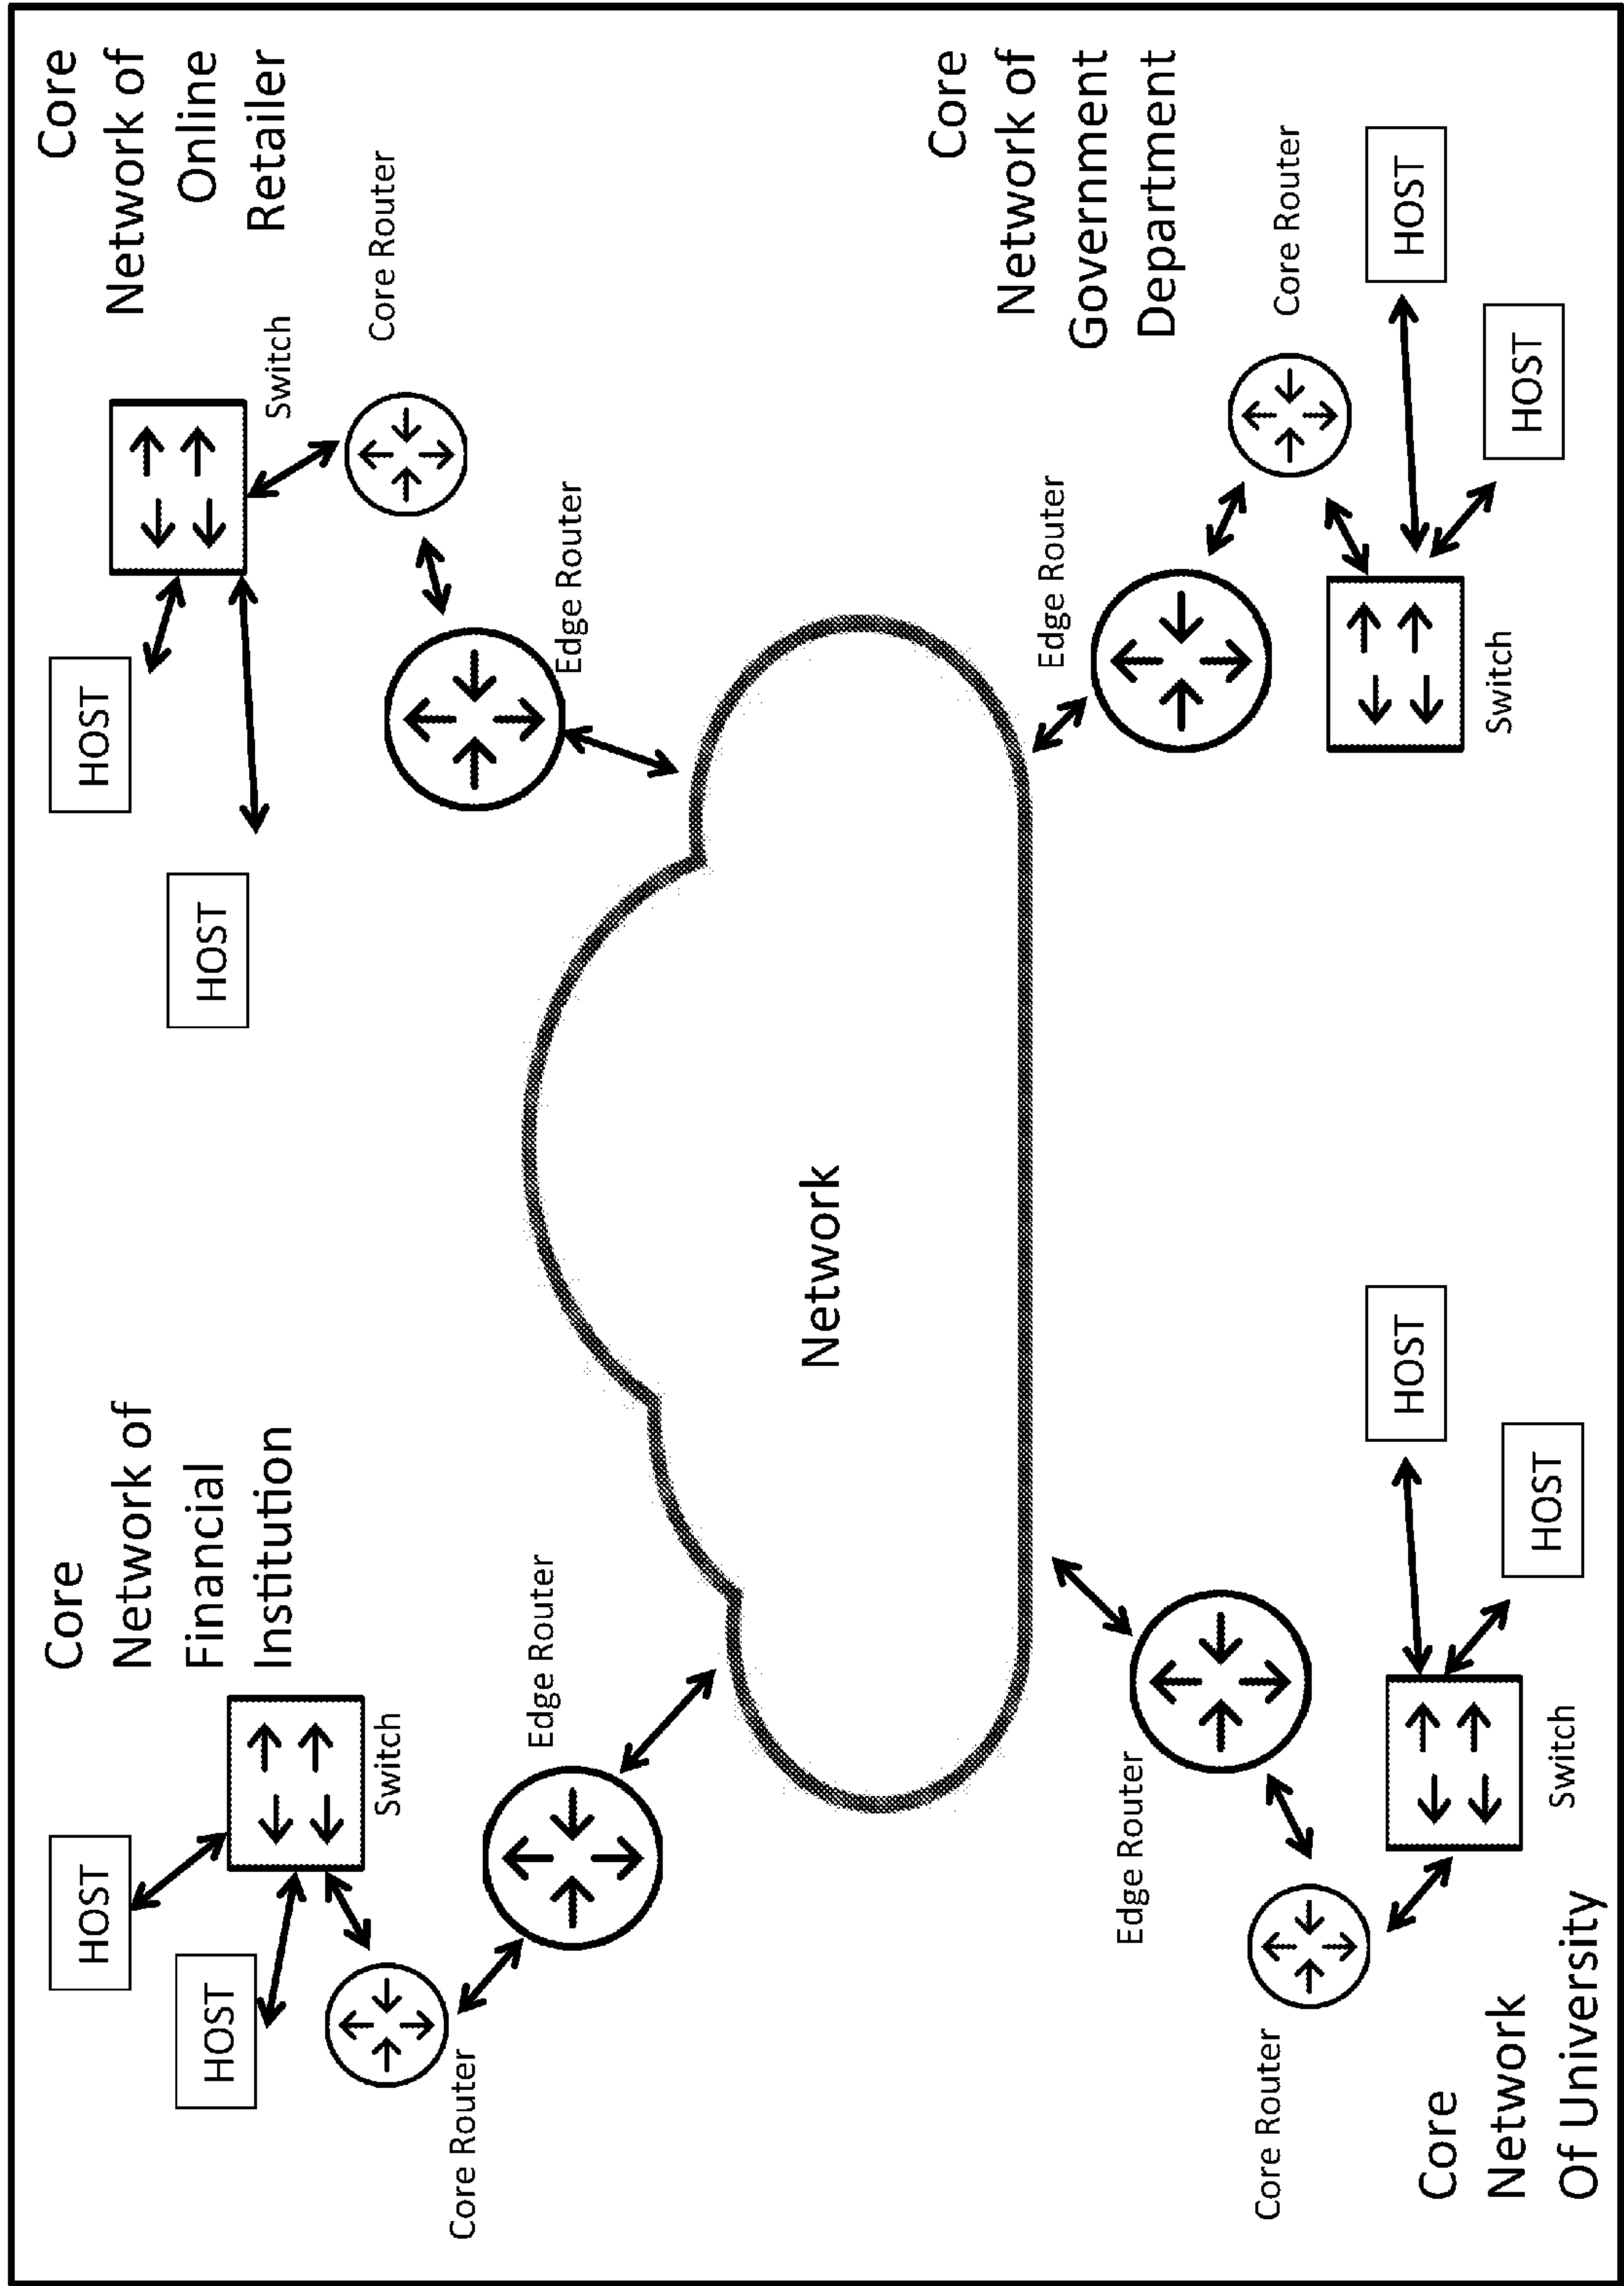 Core
Network of
Financial
Institution
HOST
HOST
Switch
Core Router
Edge Router
Core
Network of
Online
Retailer
HOST
HOST
Switch
Core Router
Edge Router
Network
Edge Router
Core Router
Switch
HOST
HOST
Core
Network
Of University
Core
Network of
Government
Department
Edge Router
Core Router
HOST
HOST
Switch